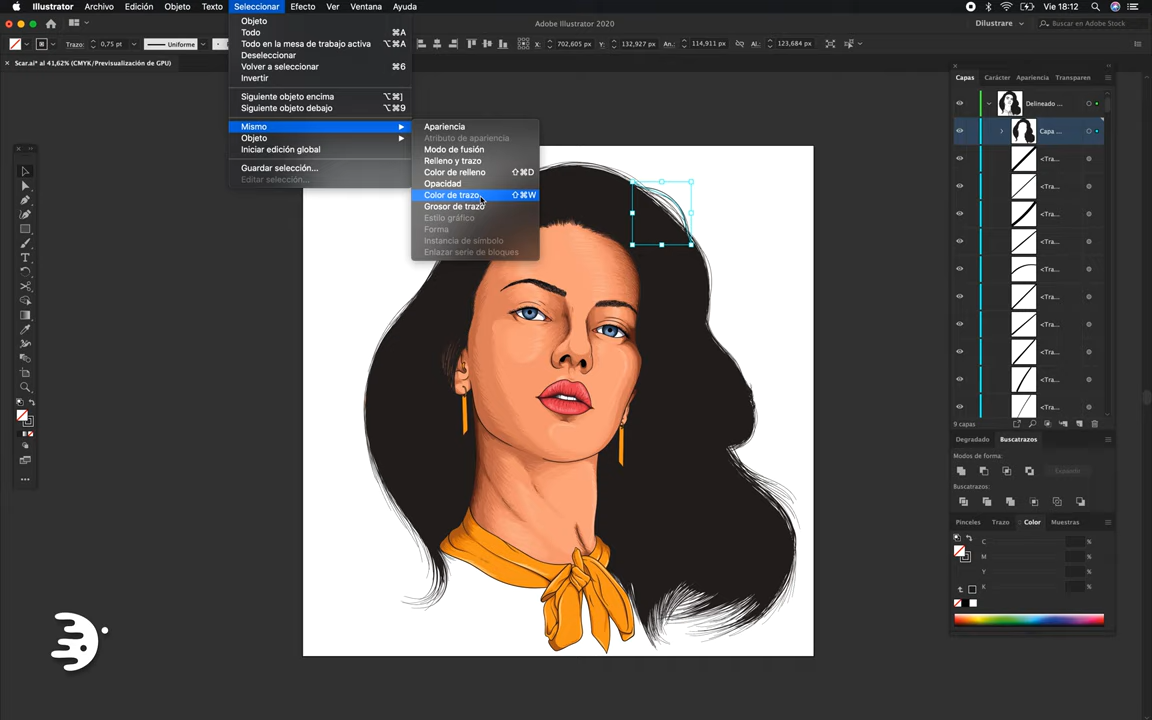 Illustrator Archivo Edición Objeto Texto Seleccionar Efecto Ver Ventana Ayuda Vie 18:12
Adobe Illustrator 2020 Dilustrare Buscar en Adobe Stock
Trazo: 0,75 pt Uniforme X: 702,605 px Y: 132,927 px An.: 114,911 px AL: 123,684 px
Scar.ai* al 41,62% (CMYK/Previsualización de GPU)
Objeto
Todo ⌘A
Todo en la mesa de trabajo activa ⌥⌘A
Deseleccionar
Volver a seleccionar ⌘6
Invertir
Siguiente objeto encima ⌥⌘]
Siguiente objeto debajo ⌥⌘9
Mismo
Objeto
Iniciar edición global
Guardar selección...
Editar selección...
Apariencia
Atributo de apariencia
Modo de fusión
Relleno y trazo
Color de relleno ⇧⌘D
Opacidad
Color de trazo ⇧⌘W
Grosor de trazo
Estilo gráfico
Forma
Instancia de símbolo
Enlazar serie de bloques
Capas Carácter Apariencia Transparen
Delineado ...
Capa ...
<Tra...
<Tra...
<Tra...
<Tra...
<Tra...
<Tra...
<Tra...
<Tra...
<Tra...
<Tra...
9 capas
Degradado Buscatrazos
Modos de forma:
Expandir
Buscatrazos:
Pinceles Trazo Color Muestras
C %
M %
Y %
K %